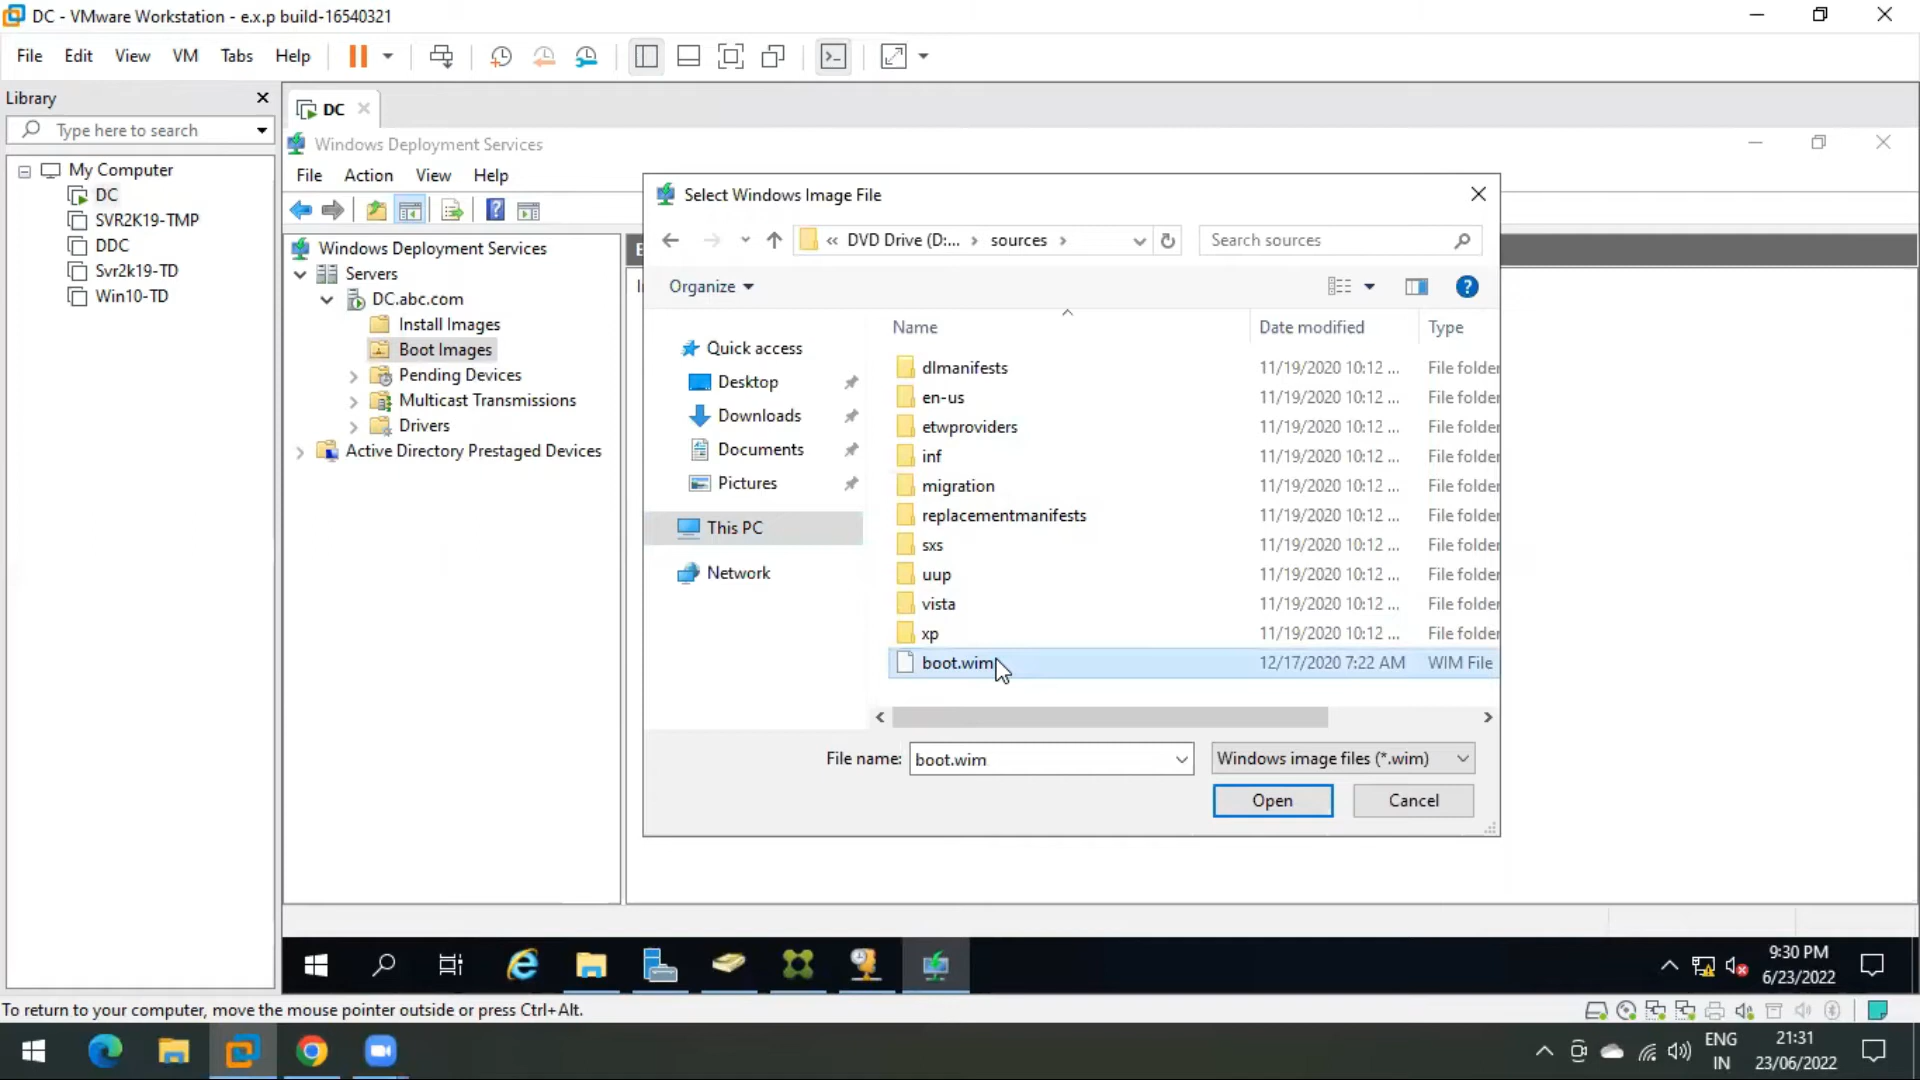 DC - VMware Workstation - e.x.p build-16540321
File Edit View VM Tabs Help
Library
Type here to search
My Computer
DC
SVR2K19-TMP
DDC
Svr2k19-TD
Win10-TD
DC
Windows Deployment Services
File Action View Help
Windows Deployment Services
Servers
DC.abc.com
Install Images
Boot Images
Pending Devices
Multicast Transmissions
Drivers
Active Directory Prestaged Devices
Select Windows Image File
« DVD Drive (D:... › sources ›
Search sources
Organize
Quick access
Desktop
Downloads
Documents
Pictures
This PC
Network
Name Date modified Type
dlmanifests 11/19/2020 10:12 ... File folder
en-us 11/19/2020 10:12 ... File folder
etwproviders 11/19/2020 10:12 ... File folder
inf 11/19/2020 10:12 ... File folder
migration 11/19/2020 10:12 ... File folder
replacementmanifests 11/19/2020 10:12 ... File folder
sxs 11/19/2020 10:12 ... File folder
uup 11/19/2020 10:12 ... File folder
vista 11/19/2020 10:12 ... File folder
xp 11/19/2020 10:12 ... File folder
boot.wim 12/17/2020 7:22 AM WIM File
File name: boot.wim Windows image files (*.wim)
Open Cancel
9:30 PM
6/23/2022
To return to your computer, move the mouse pointer outside or press Ctrl+Alt.
ENG
IN
21:31
23/06/2022